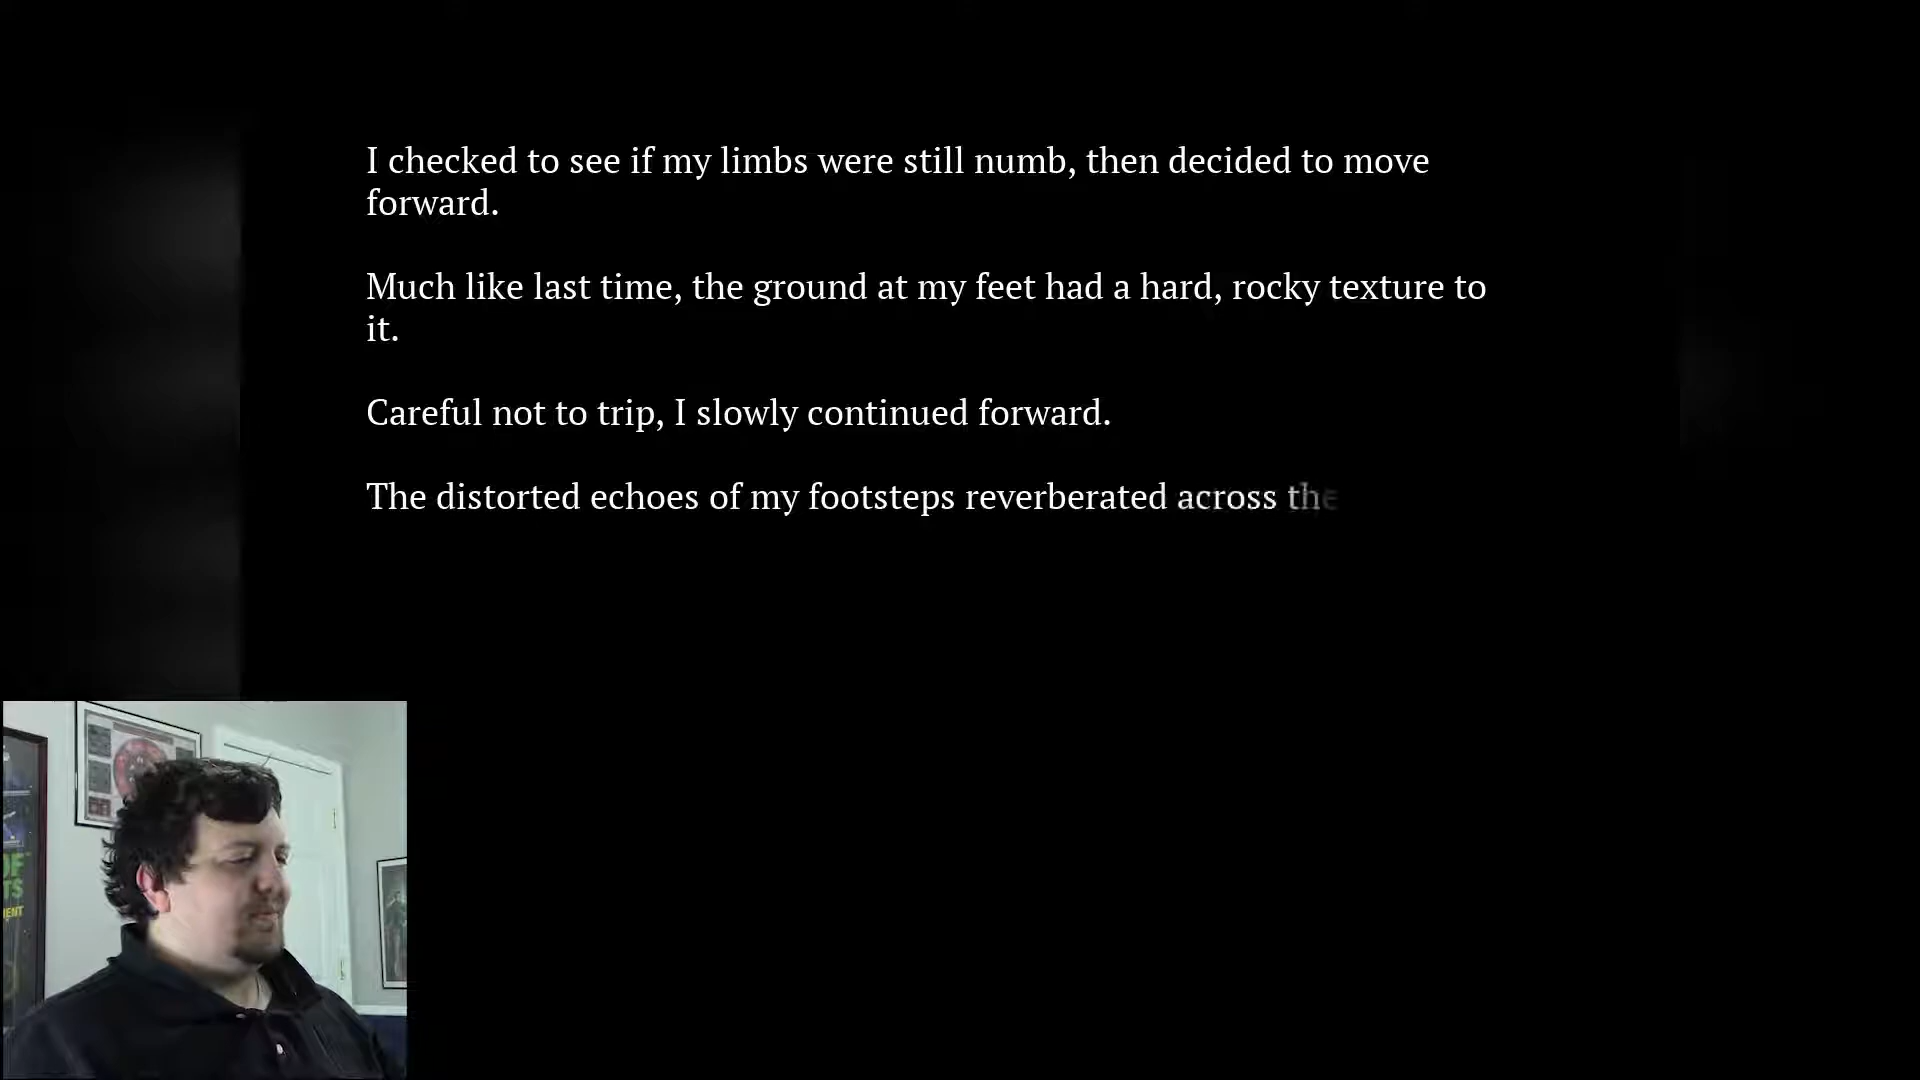 I checked to see if my limbs were still numb, then decided to move
forward.
Much like last time, the ground at my feet had a hard, rocky texture to
it.
Careful not to trip, I slowly continued forward.
The distorted echoes of my footsteps reverberated across the
OF
TS